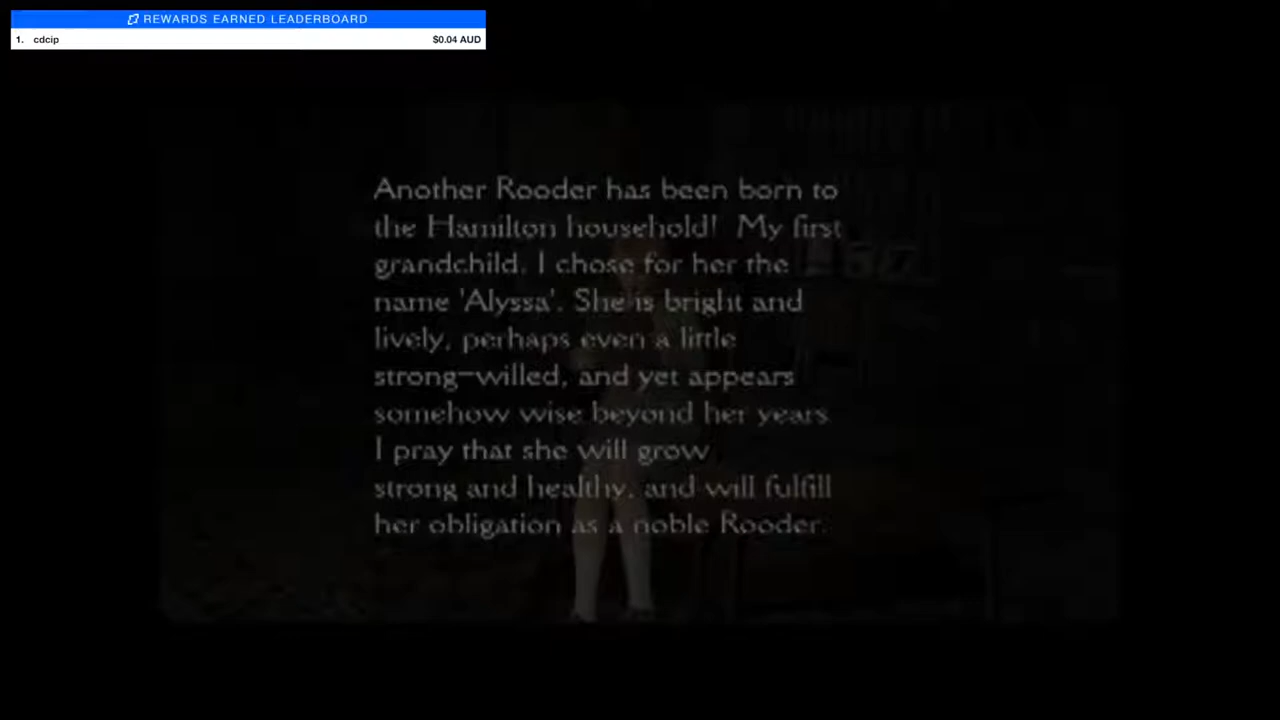 REWARDS EARNED LEADERBOARD
1. cdcip $0.04 AUD
Another Rooder has been born to
the Hamilton household! My first
grandchild. I chose for her the
name 'Alyssa'. She is bright and
lively, perhaps even a little
strong-willed, and yet appears
somehow wise beyond her years.
I pray that she will grow
strong and healthy, and will fulfill
her obligation as a noble Rooder.